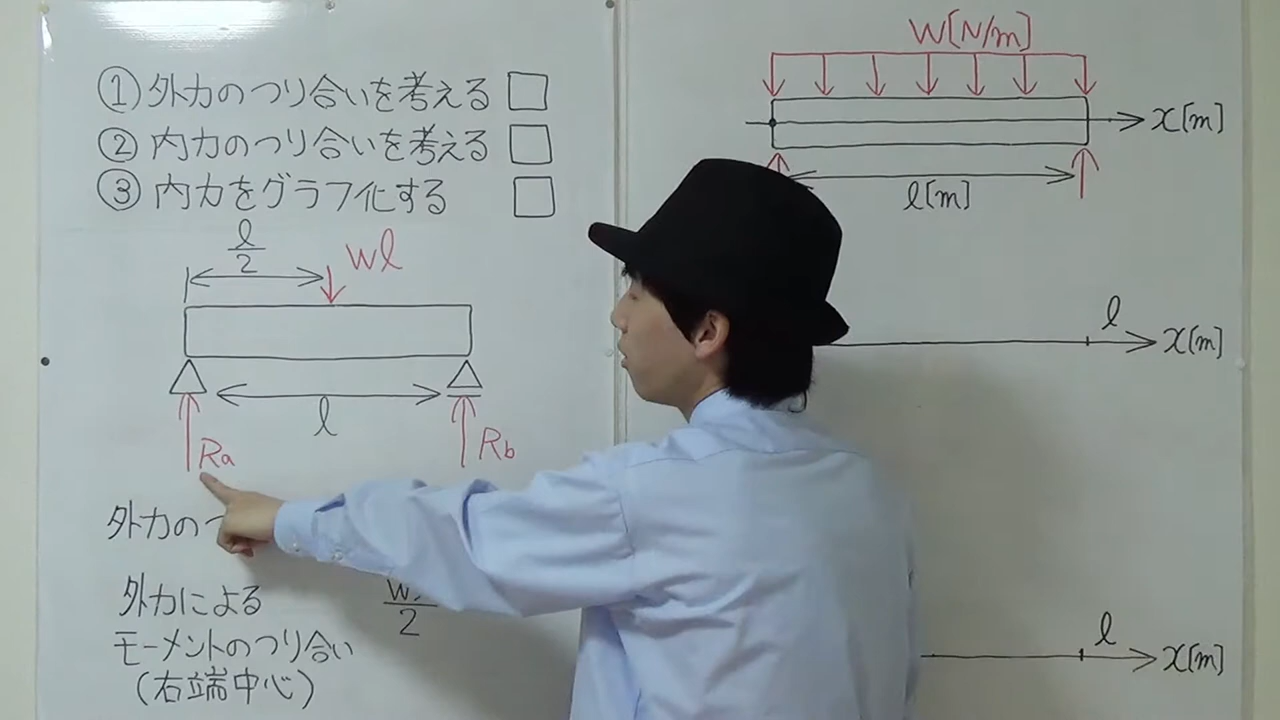 ①外力のつり合いを考える □
②内力のつり合いを考える □
③内力をグラフ化する □
l/2
Wl
l
Ra
Rb
外力のつ
外力による
モーメントのつり合い
(右端中心)
2
W[N/m]
x[m]
l[m]
l
x[m]
l
x[m]